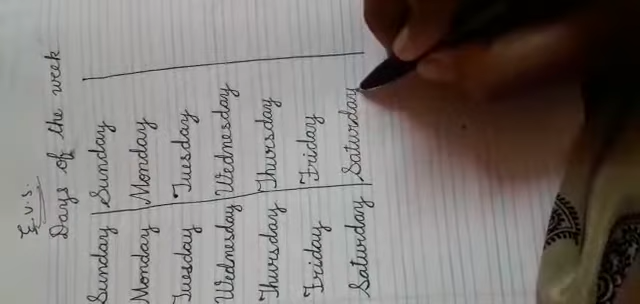 E.V.S.
Days of the week
Sunday Sunday
Monday Monday
Tuesday Tuesday
Wednesday Wednesday
Thursday Thursday
Friday Friday
Saturday Saturday